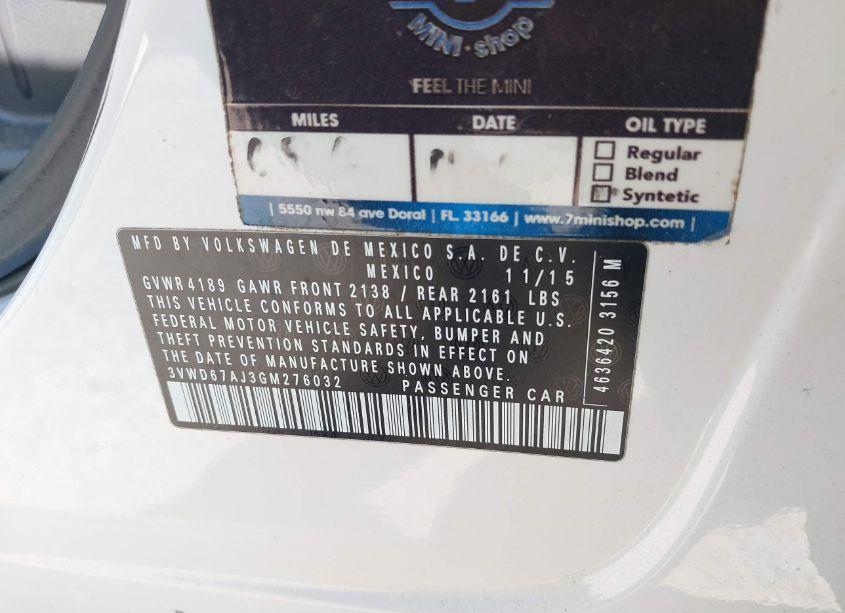 MINI · shop
FEEL THE MINI
MILES DATE OIL TYPE
Regular
Blend
Syntetic
| 5550 nw 84 ave Doral | FL. 33166 | www.7minishop.com |
MFD BY VOLKSWAGEN DE MEXICO S.A. DE C.V.
MEXICO 11/15
GVWR 4189 GAWR FRONT 2138 / REAR 2161 LBS
THIS VEHICLE CONFORMS TO ALL APPLICABLE U.S.
FEDERAL MOTOR VEHICLE SAFETY, BUMPER AND
THEFT PREVENTION STANDARDS IN EFFECT ON
THE DATE OF MANUFACTURE SHOWN ABOVE.
3VWD67AJ3GM276032 PASSENGER CAR
4636420 3156 M